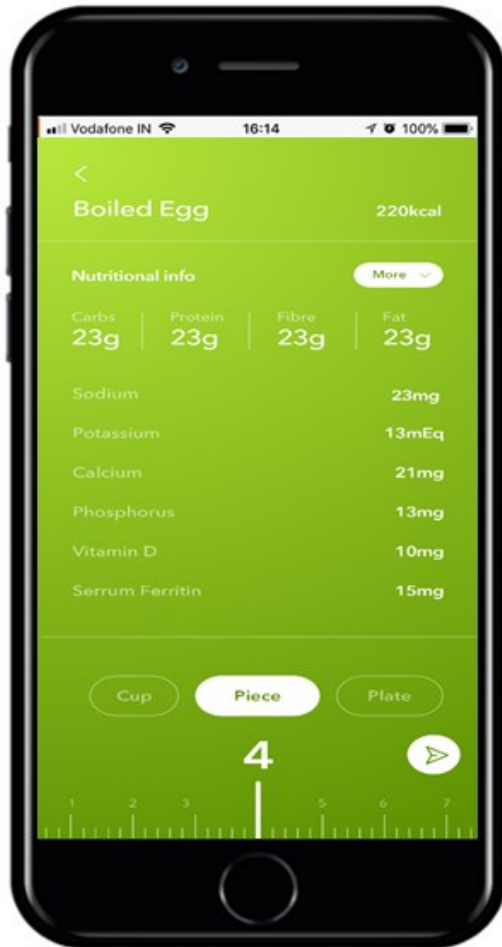 Vodafone IN 16:14 100%
Boiled Egg 220kcal
Nutritional info More
Carbs Protein Fibre Fat
23g 23g 23g 23g
Sodium 23mg
Potassium 13mEq
Calcium 21mg
Phosphorus 13mg
Vitamin D 10mg
Serrum Ferritin 15mg
Cup Piece Plate
4
1 2 3 5 6 7